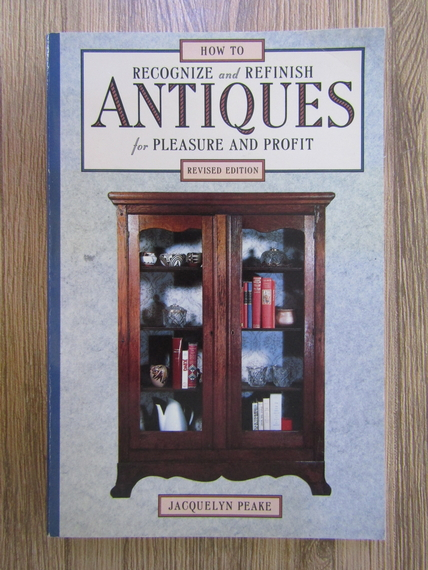 HOW TO
RECOGNIZE and REFINISH
ANTIQUES
for PLEASURE AND PROFIT
REVISED EDITION
JACQUELYN PEAKE